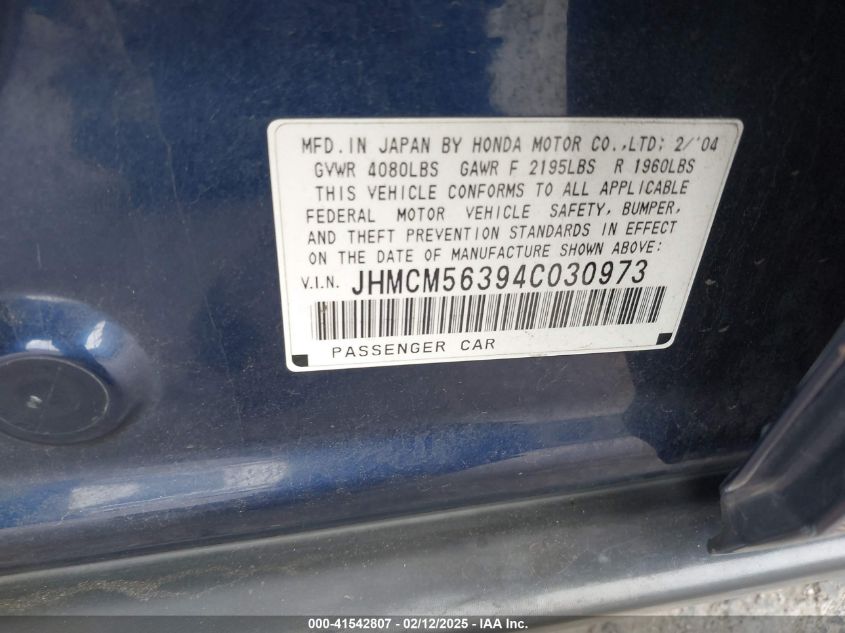 MFD. IN JAPAN BY HONDA MOTOR CO.,LTD: 2/'04
GVWR 4080LBS GAWR F 2195LBS R 1960LBS
THIS VEHICLE CONFORMS TO ALL APPLICABLE
FEDERAL MOTOR VEHICLE SAFETY, BUMPER,
AND THEFT PREVENTION STANDARDS IN EFFECT
ON THE DATE OF MANUFACTURE SHOWN ABOVE:
V.I.N. JHMCM56394C030973
PASSENGER CAR
000-41542807 - 02/12/2025 - IAA Inc.